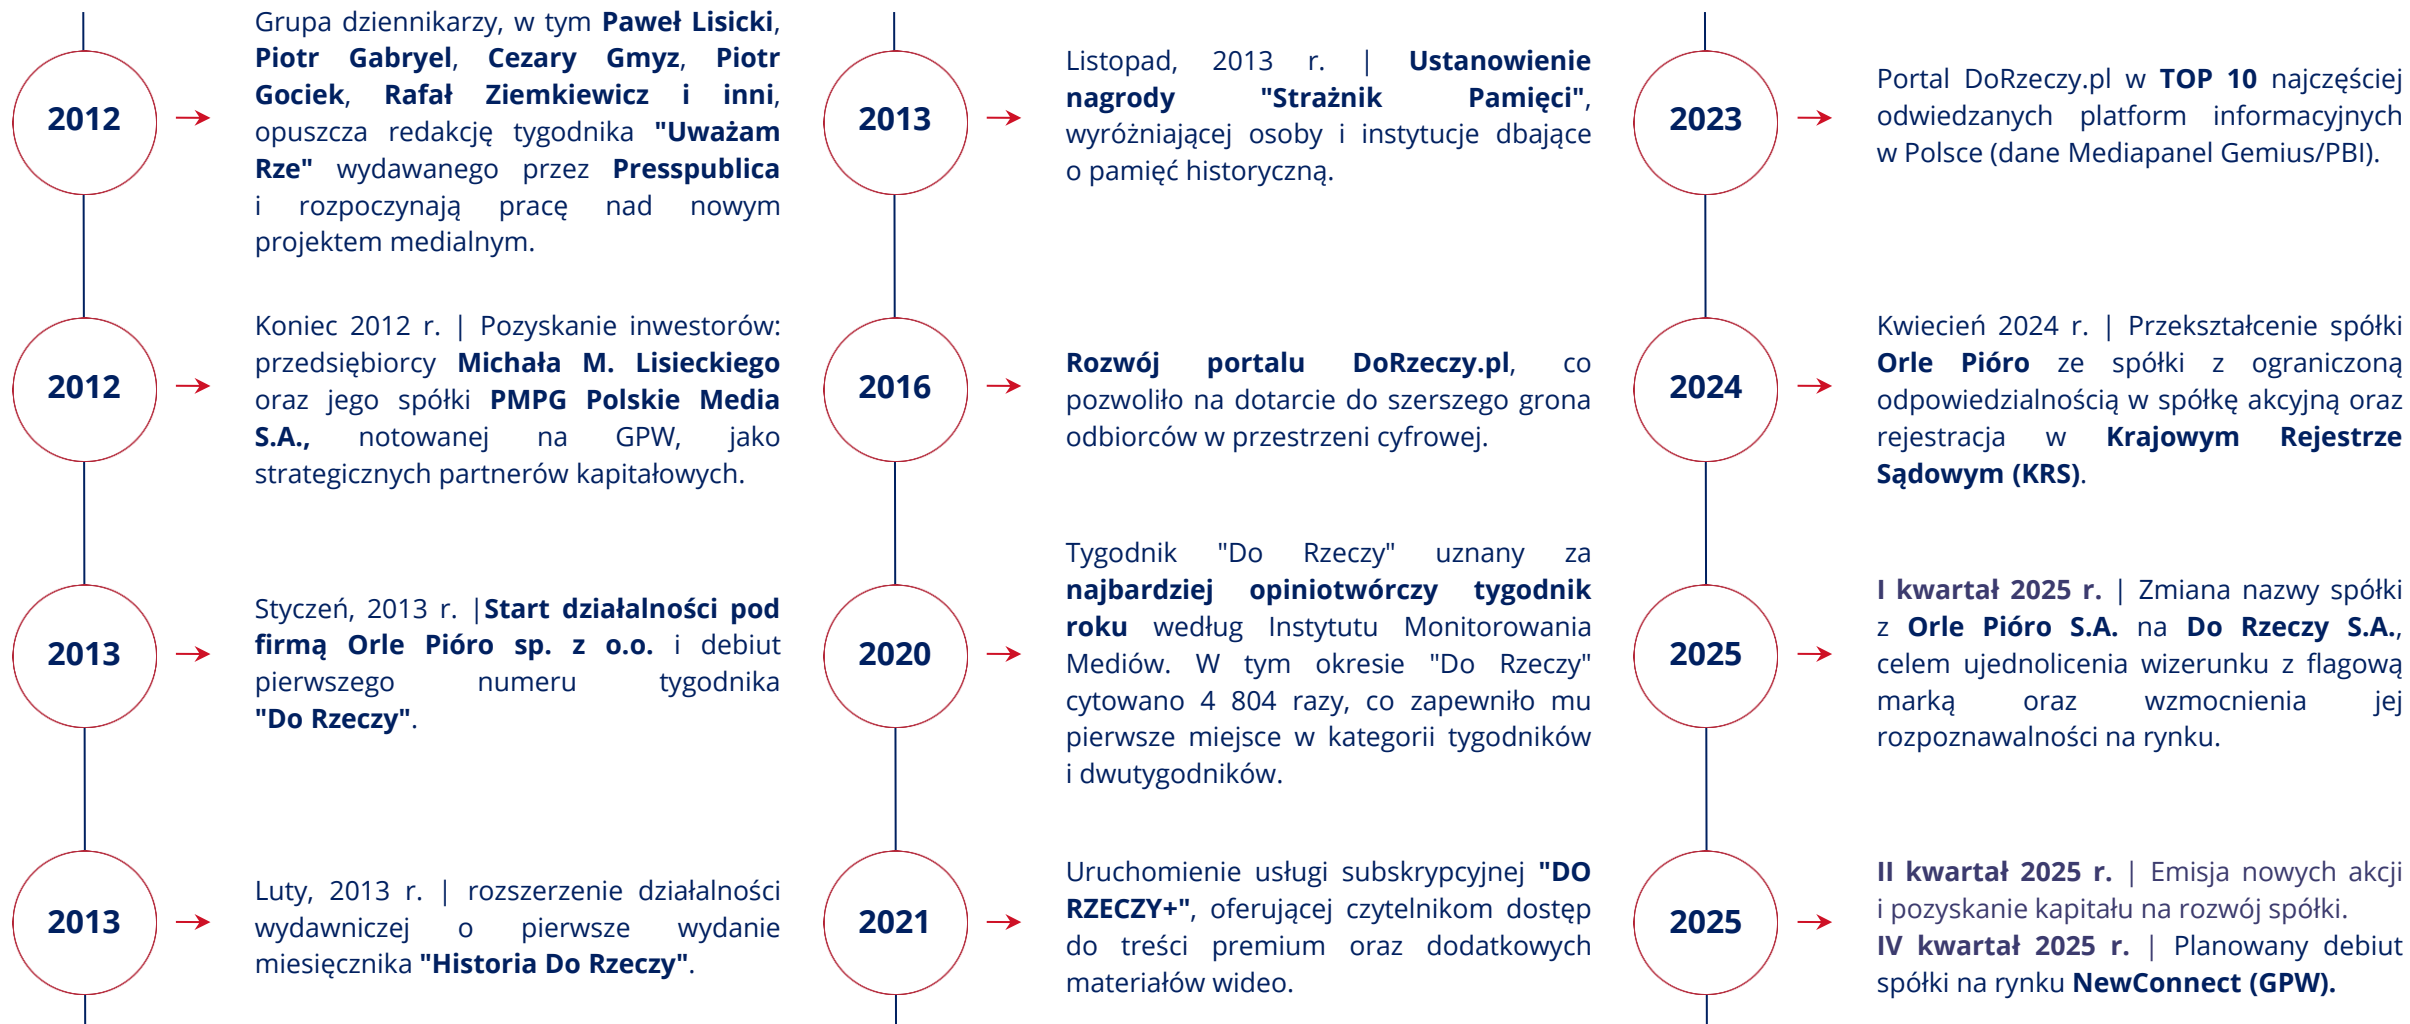 2012
Grupa dziennikarzy, w tym Paweł Lisicki,
Piotr Gabryel, Cezary Gmyz, Piotr
Gociek, Rafał Ziemkiewicz i inni,
opuszcza redakcję tygodnika "Uważam
Rze" wydawanego przez Presspublica
i rozpoczynają pracę nad nowym
projektem medialnym.
2012
Koniec 2012 r. | Pozyskanie inwestorów:
przedsiębiorcy Michała M. Lisieckiego
oraz jego spółki PMPG Polskie Media
S.A., notowanej na GPW, jako
strategicznych partnerów kapitałowych.
2013
Styczeń, 2013 r. |Start działalności pod
firmą Orle Pióro sp. z o.o. i debiut
pierwszego numeru tygodnika
"Do Rzeczy".
2013
Luty, 2013 r. | rozszerzenie działalności
wydawniczej o pierwsze wydanie
miesięcznika "Historia Do Rzeczy".
2013
Listopad, 2013 r. | Ustanowienie
nagrody "Strażnik Pamięci",
wyróżniającej osoby i instytucje dbające
o pamięć historyczną.
2016
Rozwój portalu DoRzeczy.pl, co
pozwoliło na dotarcie do szerszego grona
odbiorców w przestrzeni cyfrowej.
2020
Tygodnik "Do Rzeczy" uznany za
najbardziej opiniotwórczy tygodnik
roku według Instytutu Monitorowania
Mediów. W tym okresie "Do Rzeczy"
cytowano 4 804 razy, co zapewniło mu
pierwsze miejsce w kategorii tygodników
i dwutygodników.
2021
Uruchomienie usługi subskrypcyjnej "DO
RZECZY+", oferującej czytelnikom dostęp
do treści premium oraz dodatkowych
materiałów wideo.
2023
Portal DoRzeczy.pl w TOP 10 najczęściej
odwiedzanych platform informacyjnych
w Polsce (dane Mediapanel Gemius/PBI).
2024
Kwiecień 2024 r. | Przekształcenie spółki
Orle Pióro ze spółki z ograniczoną
odpowiedzialnością w spółkę akcyjną oraz
rejestracja w Krajowym Rejestrze
Sądowym (KRS).
2025
I kwartał 2025 r. | Zmiana nazwy spółki
z Orle Pióro S.A. na Do Rzeczy S.A.,
celem ujednolicenia wizerunku z flagową
marką oraz wzmocnienia jej
rozpoznawalności na rynku.
2025
II kwartał 2025 r. | Emisja nowych akcji
i pozyskanie kapitału na rozwój spółki.
IV kwartał 2025 r. | Planowany debiut
spółki na rynku NewConnect (GPW).